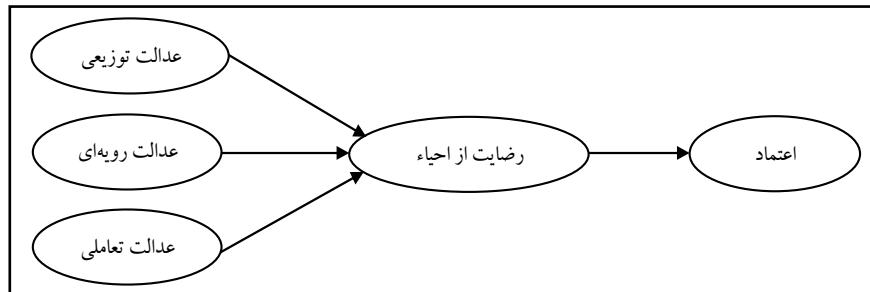 عدالت توزیعی
عدالت رویه‌ای
رضایت از احیاء
اعتماد
عدالت تعاملی